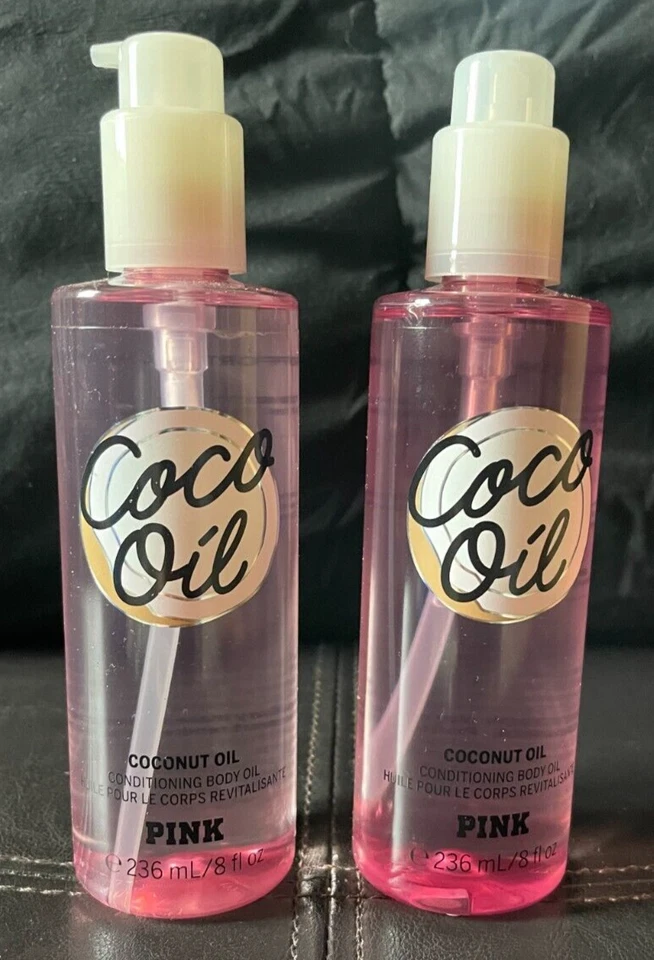 Coco
Oil
COCONUT OIL
CONDITIONING BODY OIL
HUILE POUR LE CORPS REVITALISANTE
PINK
℮ 236 mL/8 fl oz
Coco
Oil
COCONUT OIL
CONDITIONING BODY OIL
HUILE POUR LE CORPS REVITALISANTE
PINK
℮ 236 mL/8 fl oz